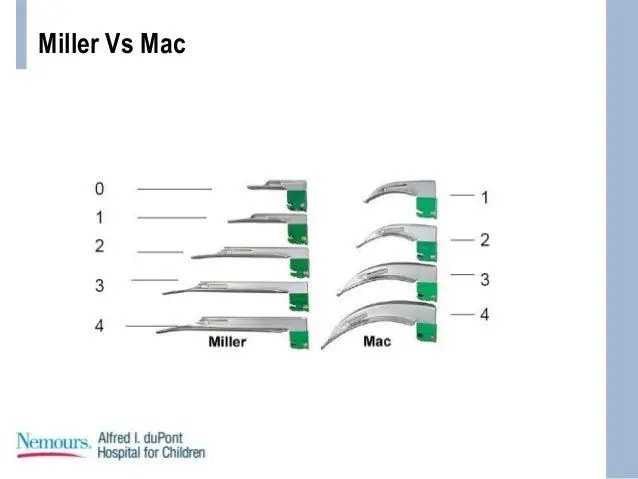 Miller Vs Mac
0
1
2
3
4
Miller
1
2
3
4
Mac
Nemours. Alfred I. duPont
Hospital for Children